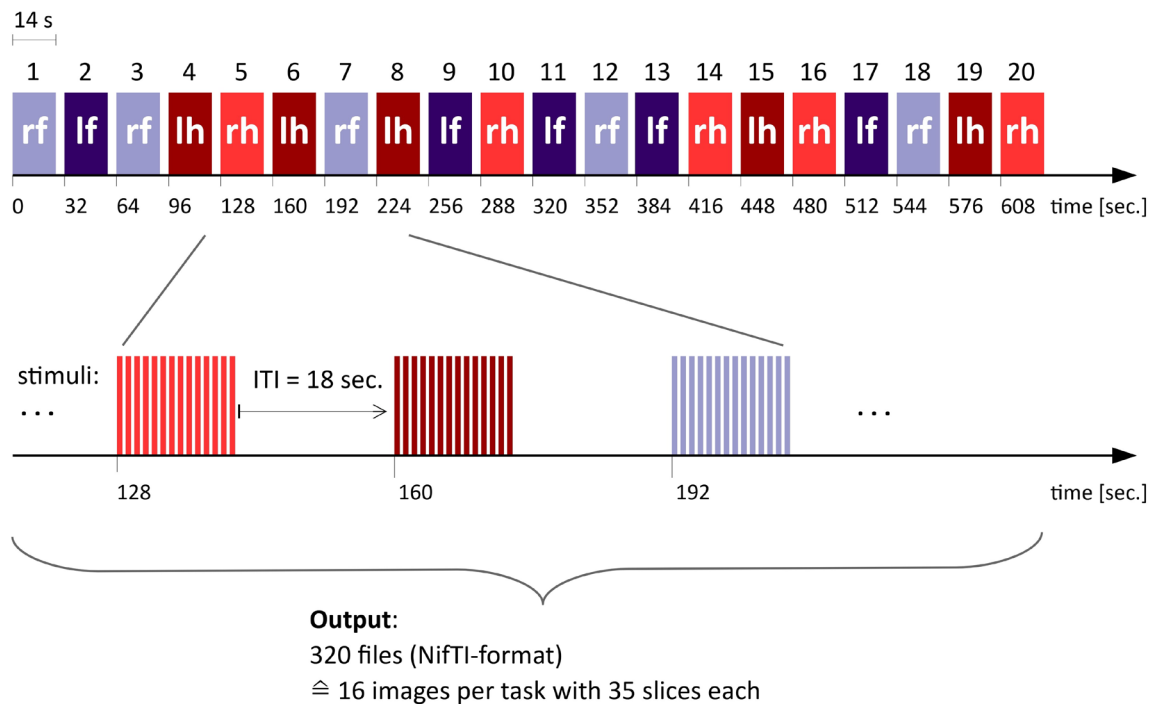 14 s
1 2 3 4 5 6 7 8 9 10 11 12 13 14 15 16 17 18 19 20
rf lf rf lh rh lh rf lh lf rh lf rf lf rh lh rh lf rf lh rh
0 32 64 96 128 160 192 224 256 288 320 352 384 416 448 480 512 544 576 608 time [sec.]
stimuli: ITI = 18 sec.
... ...
128 160 192 time [sec.]
Output:
320 files (NifTI-format)
≙ 16 images per task with 35 slices each